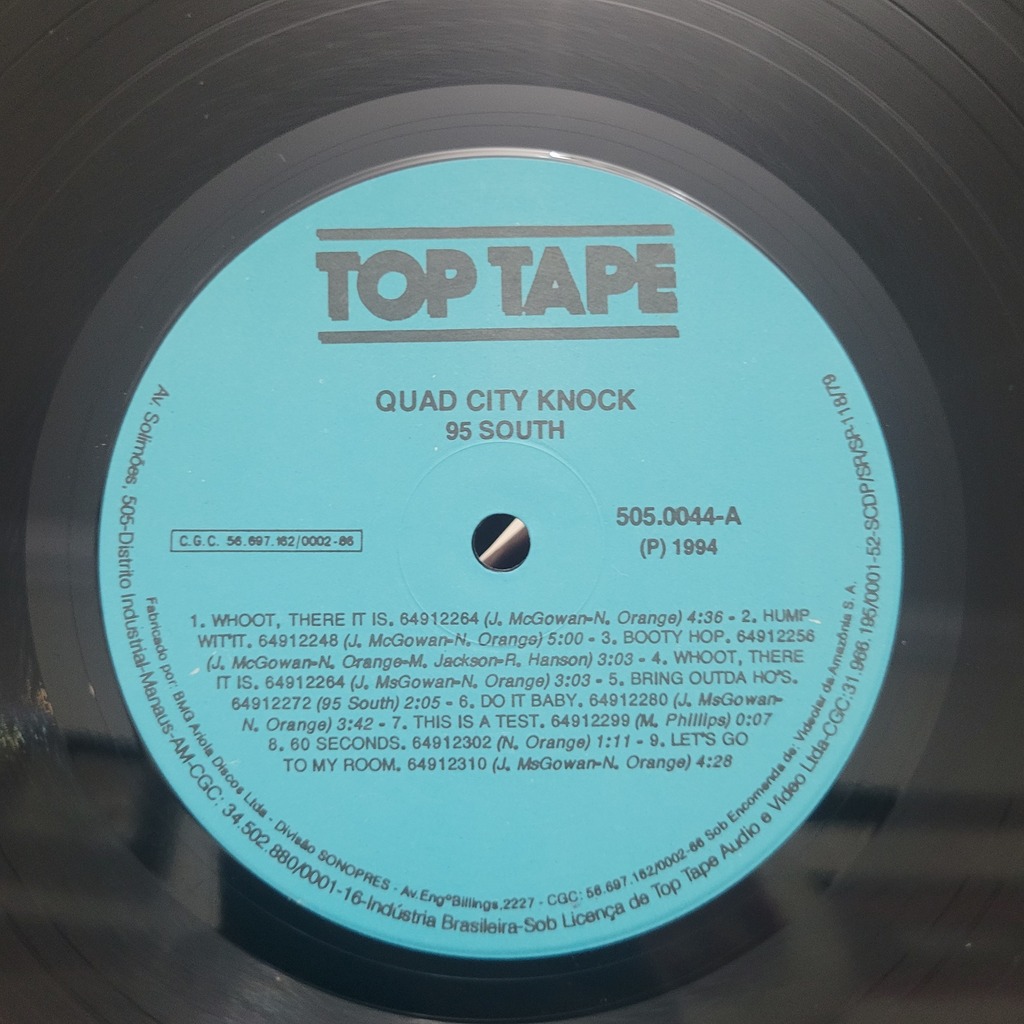 TOP TAPE
QUAD CITY KNOCK
95 SOUTH
505.0044-A
(P) 1994
C.G.C. 56.697.162/0002-66
1. WHOOT, THERE IT IS. 64912264 (J. McGowan-N. Orange) 4:36 - 2. HUMP
WIT'IT. 64912248 (J. McGowan-N. Orange) 5:00 - 3. BOOTY HOP. 64912256
(J. McGowan-N. Orange-M. Jackson-R. Hanson) 3:03 - 4. WHOOT, THERE
IT IS. 64912264 (J. MsGowan-N. Orange) 3:03 - 5. BRING OUTDA HO'S.
64912272 (95 South) 2:05 - 6. DO IT BABY. 64912280 (J. MsGowan-
N. Orange) 3:42 - 7. THIS IS A TEST. 64912299 (M. Phillips) 0:07
8. 60 SECONDS. 64912302 (N. Orange) 1:11 - 9. LET'S GO
TO MY ROOM. 64912310 (J. MsGowan-N. Orange) 4:28
Fabricado por: BMG Ariola Discos Ltda - Divisão SONOPRES - Av.EngºBillings,2227 - CGC: 56.697.162/0002-66 Sob Encomenda de: Videolar da Amazônia S.A.
Av. Solimões, 505-Distrito Industrial-Manaus-AM-CGC: 34.502.880/0001-16-Indústria Brasileira-Sob Licença de Top Tape Audio e Video Ltda-CGC:31.966.195/0001-52-SCDP/SR/SR-118/79